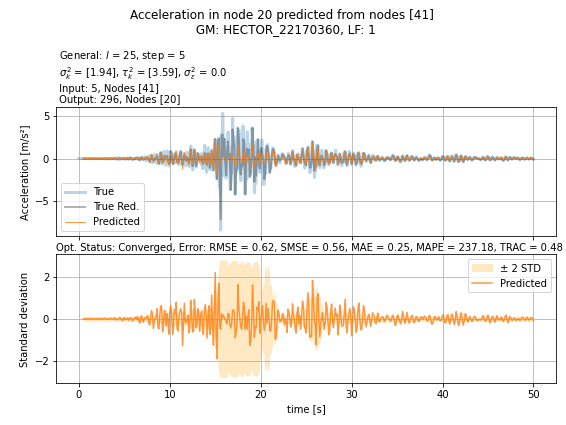 Acceleration in node 20 predicted from nodes [41]
GM: HECTOR_22170360, LF: 1
General: l = 25, step = 5
σ²ₖ = [1.94], τ²ₖ = [3.59], σ²ε = 0.0
Input: 5, Nodes [41]
Output: 296, Nodes [20]
Acceleration [m/s²]
5
0
−5
True
True Red.
Predicted
Opt. Status: Converged, Error: RMSE = 0.62, SMSE = 0.56, MAE = 0.25, MAPE = 237.18, TRAC = 0.48
Standard deviation
2
0
−2
± 2 STD
Predicted
0 10 20 30 40 50
time [s]